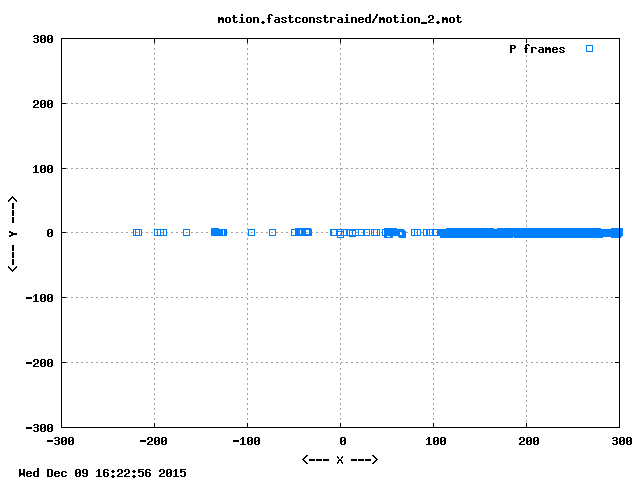 motion.fastconstrained/motion_2.mot
P frames
300
200
100
0
-100
-200
-300
<--- Y --->
-300 -200 -100 0 100 200 300
<--- X --->
Wed Dec 09 16:22:56 2015